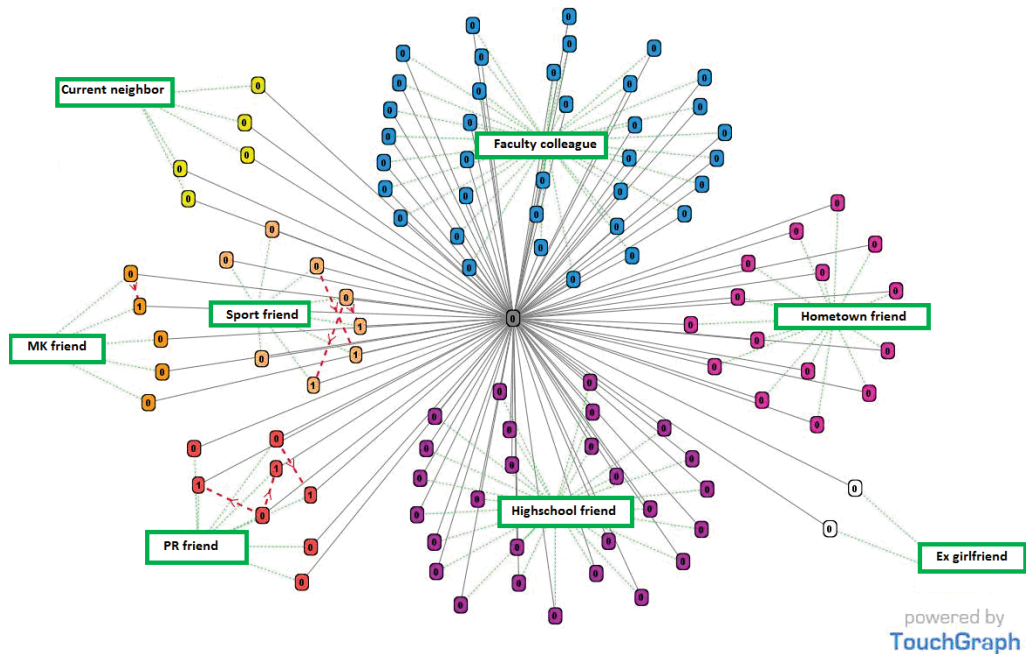 Current neighbor
Faculty colleague
Sport friend
Hometown friend
MK friend
Highschool friend
PR friend
Ex girlfriend
powered by
TouchGraph